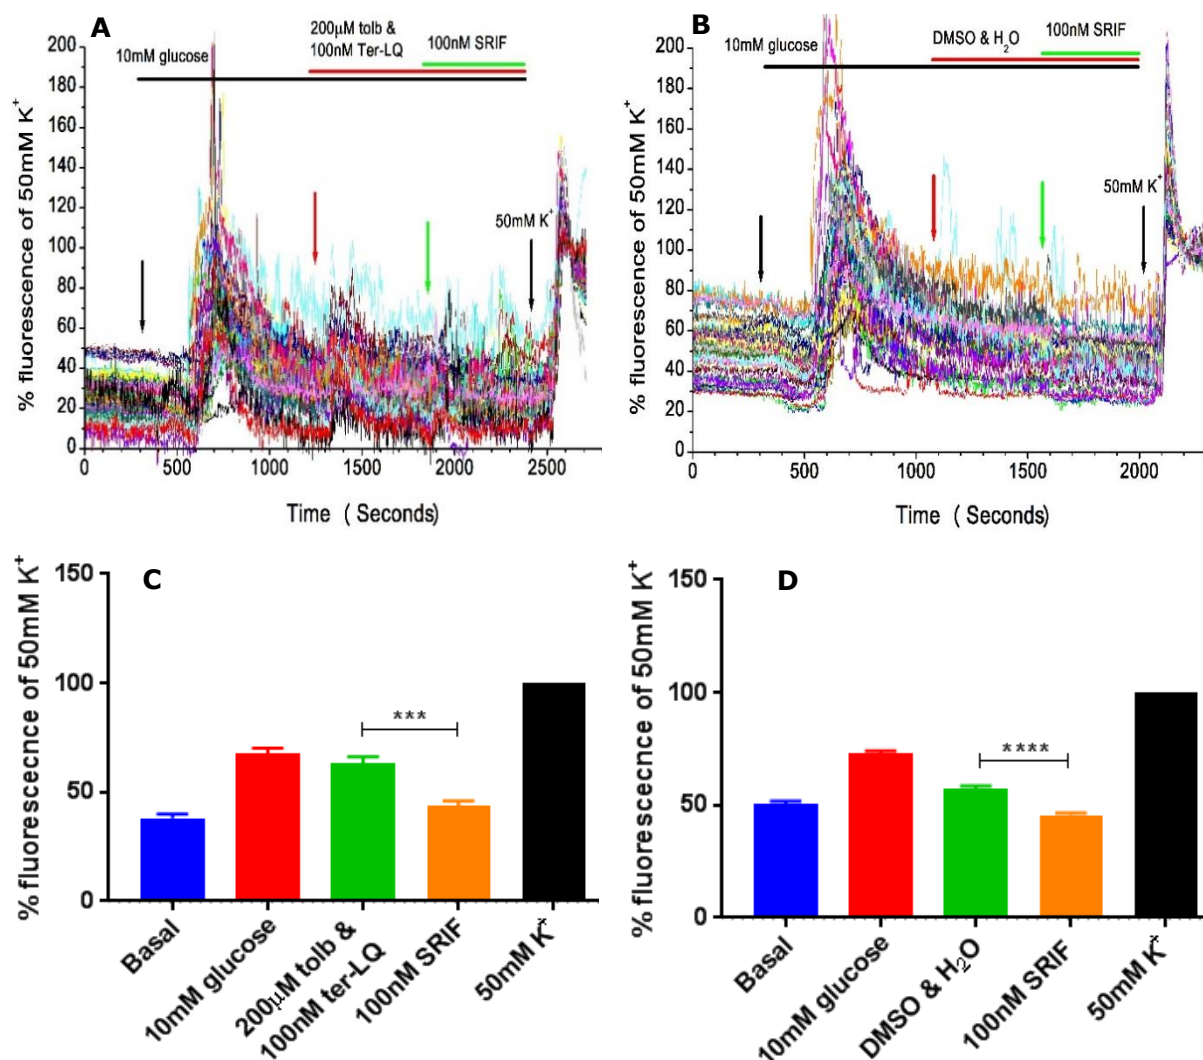 A
200µM tolb &
100nM Ter-LQ
100nM SRIF
10mM glucose
50mM K+
% fluorescence of 50mM K+
200
180
160
140
120
100
80
60
40
20
0
0 500 1000 1500 2000 2500
Time ( Seconds)
B
10mM glucose
DMSO & H2O
100nM SRIF
50mM K+
% fluorescence of 50mM K+
200
180
160
140
120
100
80
60
40
20
0
0 500 1000 1500 2000
Time ( Seconds)
C
% fluoresecnce of 50mM K+
150
100
50
0
***
Basal
10mM glucose
200µM tolb &
100nM ter-LQ
100nM SRIF
50mM K+
D
% fluoresecnce of 50mM K+
150
100
50
0
****
Basal
10mM glucose
DMSO & H2O
100nM SRIF
50mM K+